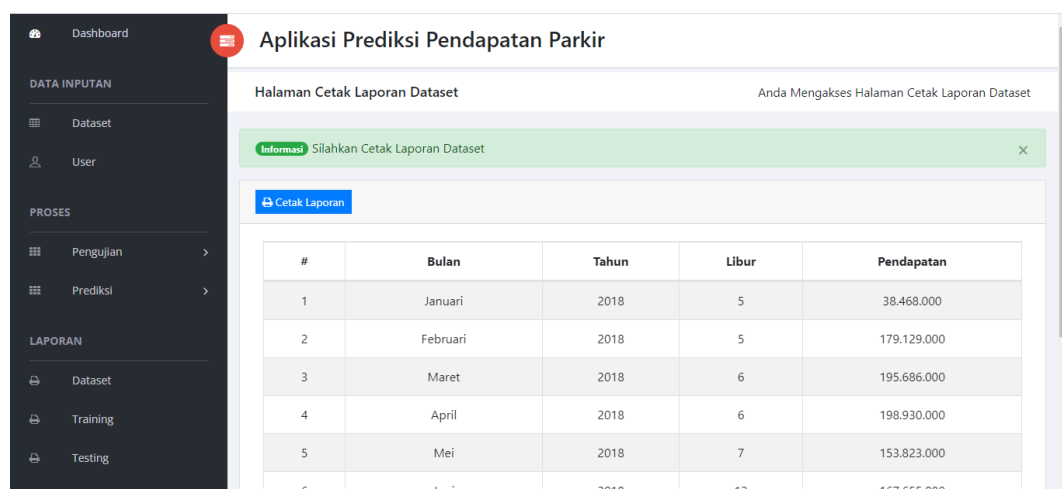 Dashboard
DATA INPUTAN
Dataset
User
PROSES
Pengujian
Prediksi
LAPORAN
Dataset
Training
Testing
Aplikasi Prediksi Pendapatan Parkir
Halaman Cetak Laporan Dataset Anda Mengakses Halaman Cetak Laporan Dataset
Informasi Silahkan Cetak Laporan Dataset ×
Cetak Laporan
# Bulan Tahun Libur Pendapatan
1 Januari 2018 5 38.468.000
2 Februari 2018 5 179.129.000
3 Maret 2018 6 195.686.000
4 April 2018 6 198.930.000
5 Mei 2018 7 153.823.000